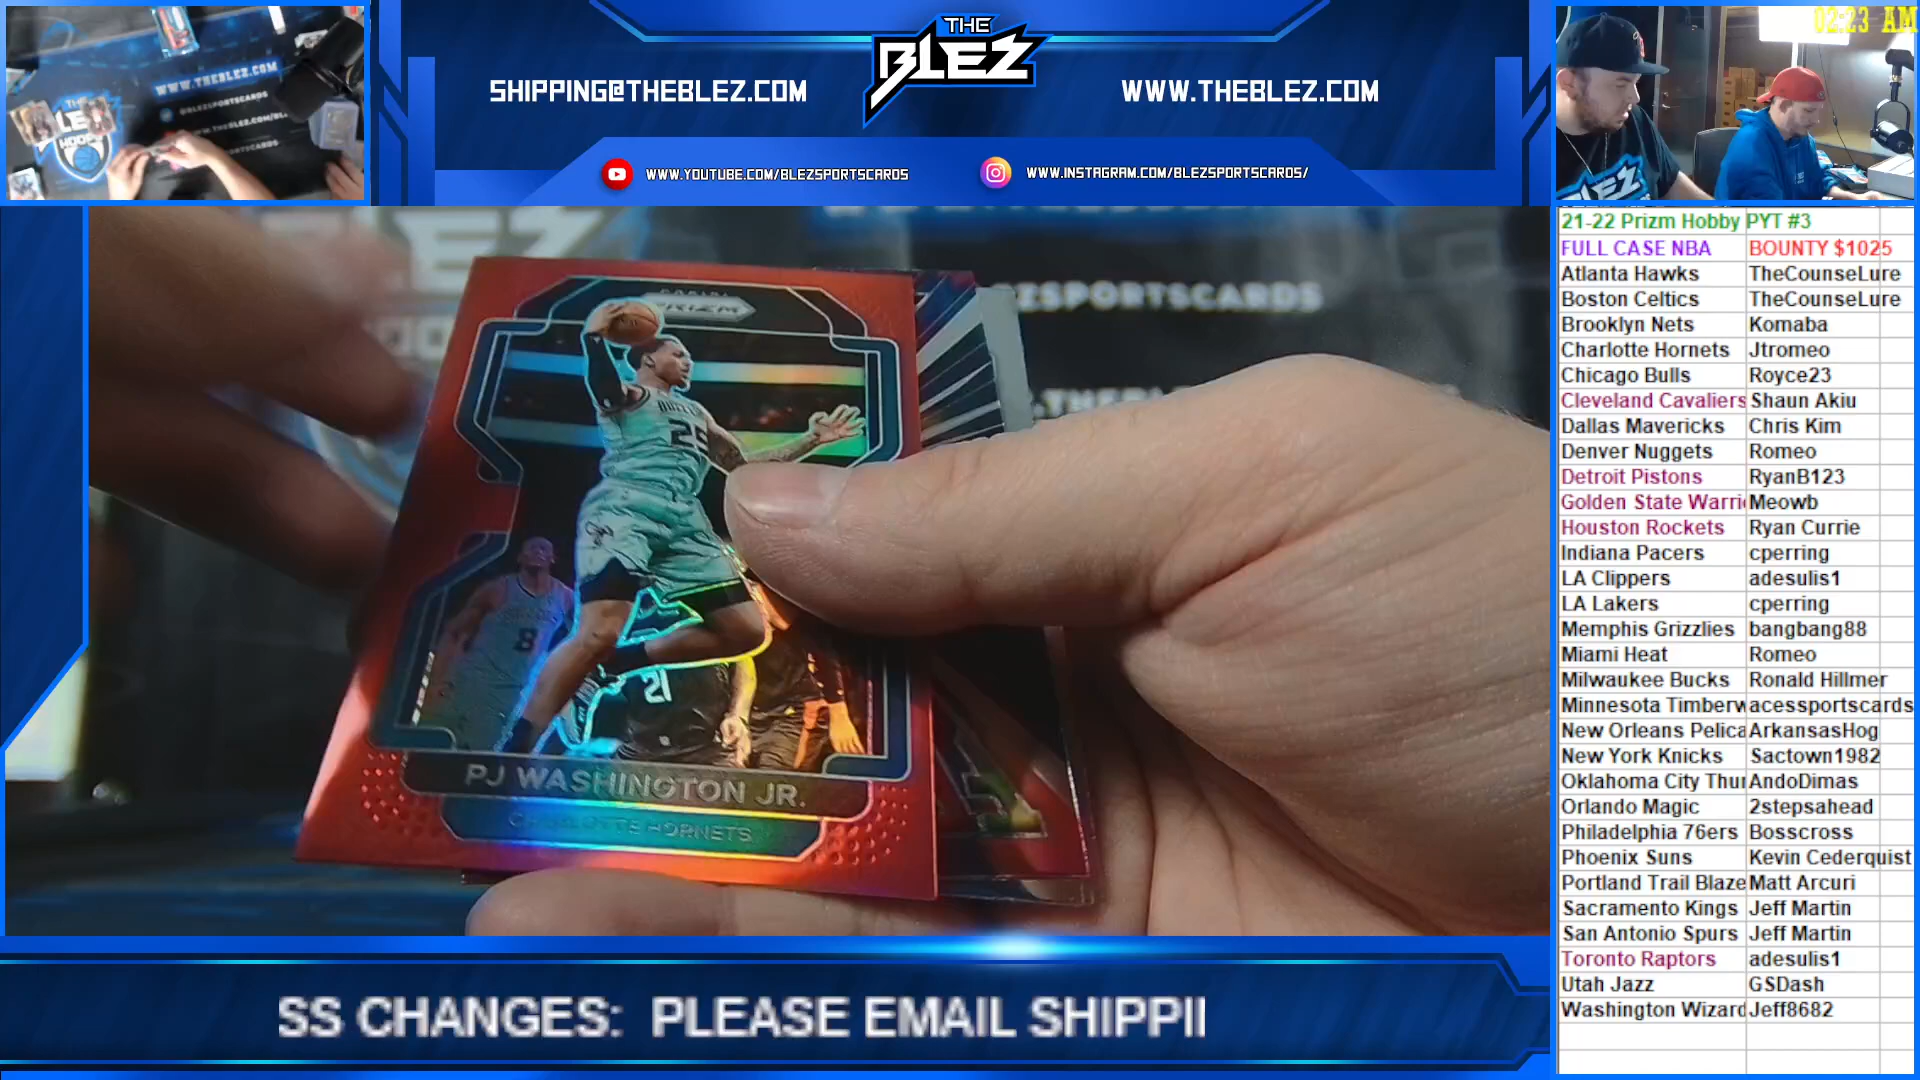 WWW.THEBLEZ.COM
@BLEZSPORTSCARDS
THE
BLEZ
SHIPPING@THEBLEZ.COM
WWW.THEBLEZ.COM
WWW.YOUTUBE.COM/BLEZSPORTSCARDS
WWW.INSTAGRAM.COM/BLEZSPORTSCARDS/
02:23 AM
BLEZ
PRIZM
25
8
21
PJ WASHINGTON JR.
CHARLOTTE HORNETS
21-22 Prizm Hobby PYT #3
FULL CASE NBA BOUNTY $1025
Atlanta Hawks TheCounseLure
Boston Celtics TheCounseLure
Brooklyn Nets Komaba
Charlotte Hornets Jtromeo
Chicago Bulls Royce23
Cleveland Cavaliers Shaun Akiu
Dallas Mavericks Chris Kim
Denver Nuggets Romeo
Detroit Pistons RyanB123
Golden State Warri Meowb
Houston Rockets Ryan Currie
Indiana Pacers cperring
LA Clippers adesulis1
LA Lakers cperring
Memphis Grizzlies bangbang88
Miami Heat Romeo
Milwaukee Bucks Ronald Hillmer
Minnesota Timberw acessportscards
New Orleans Pelica ArkansasHog
New York Knicks Sactown1982
Oklahoma City Thu AndoDimas
Orlando Magic 2stepsahead
Philadelphia 76ers Bosscross
Phoenix Suns Kevin Cederquist
Portland Trail Blaze Matt Arcuri
Sacramento Kings Jeff Martin
San Antonio Spurs Jeff Martin
Toronto Raptors adesulis1
Utah Jazz GSDash
Washington Wizard Jeff8682
SS CHANGES: PLEASE EMAIL SHIPPI